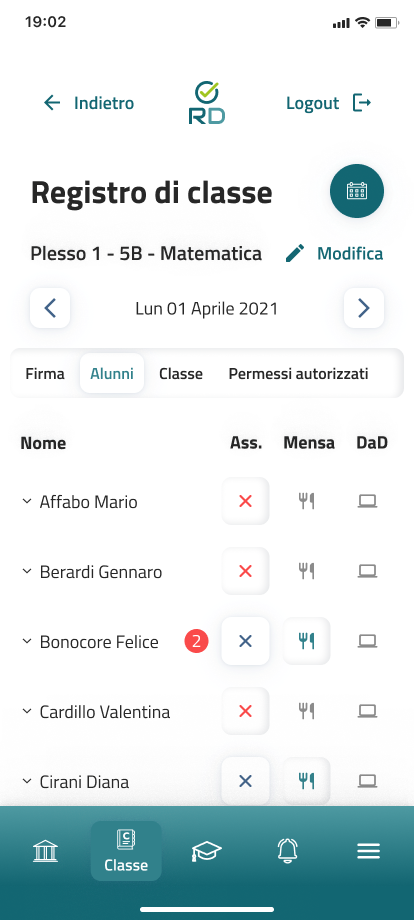 19:02
Indietro
RD
Logout
Registro di classe
Plesso 1 - 5B - Matematica
Modifica
Lun 01 Aprile 2021
Firma Alunni Classe Permessi autorizzati
Nome Ass. Mensa DaD
Affabo Mario
Berardi Gennaro
Bonocore Felice 2
Cardillo Valentina
Cirani Diana
C
Classe